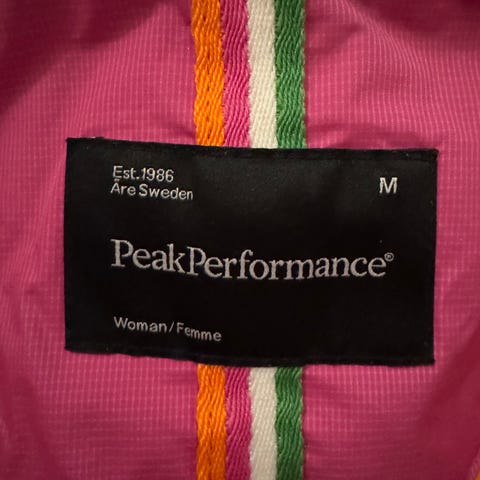 Est.1986
Åre Sweden
M
PeakPerformance®
Woman/Femme